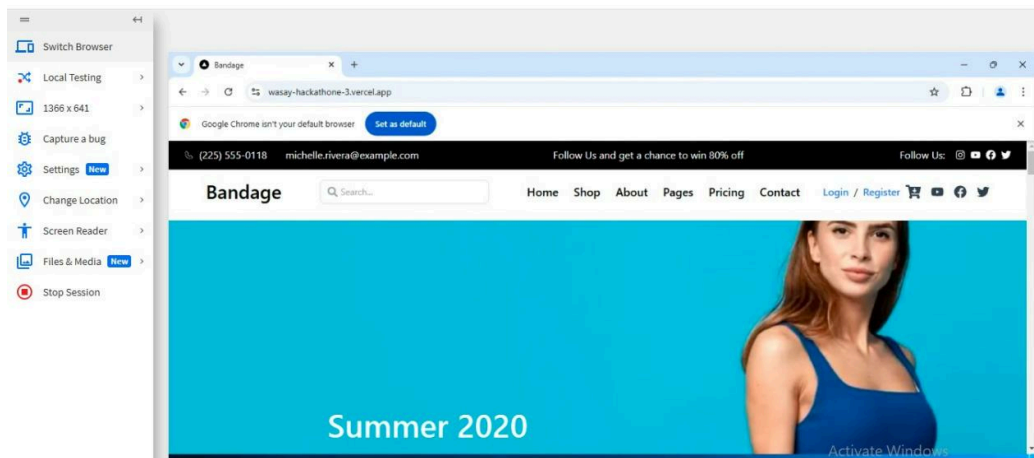 Switch Browser
Local Testing
1366 x 641
Capture a bug
Settings New
Change Location
Screen Reader
Files & Media New
Stop Session
Bandage
wasay-hackathone-3.vercel.app
Google Chrome isn't your default browser Set as default
(225) 555-0118 michelle.rivera@example.com Follow Us and get a chance to win 80% off Follow Us:
Bandage Search... Home Shop About Pages Pricing Contact Login / Register
Summer 2020
Activate Windows